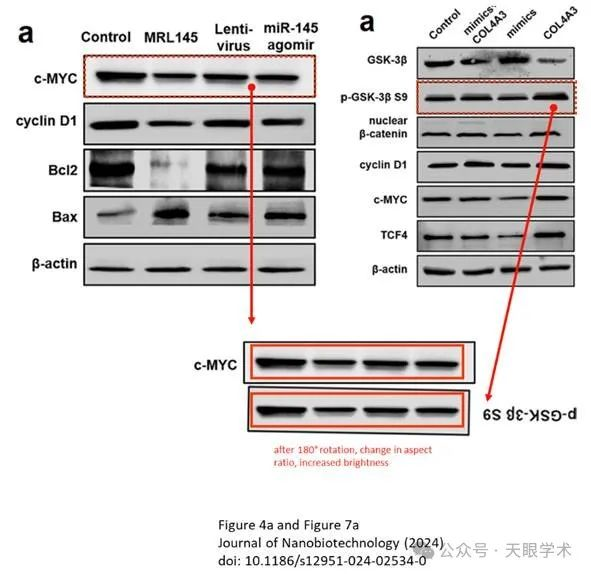 a
Control MRL145 Lenti-virus miR-145 agomir
c-MYC
cyclin D1
Bcl2
Bax
β-actin
a
Control mimics+COL4A3 mimics COL4A3
GSK-3β
p-GSK-3β S9
nuclear
β-catenin
cyclin D1
c-MYC
TCF4
β-actin
c-MYC
p-GSK-3β S9
after 180° rotation, change in aspect
ratio, increased brightness
Figure 4a and Figure 7a
Journal of Nanobiotechnology (2024)
doi: 10.1186/s12951-024-02534-0
公众号 · 天眼学术